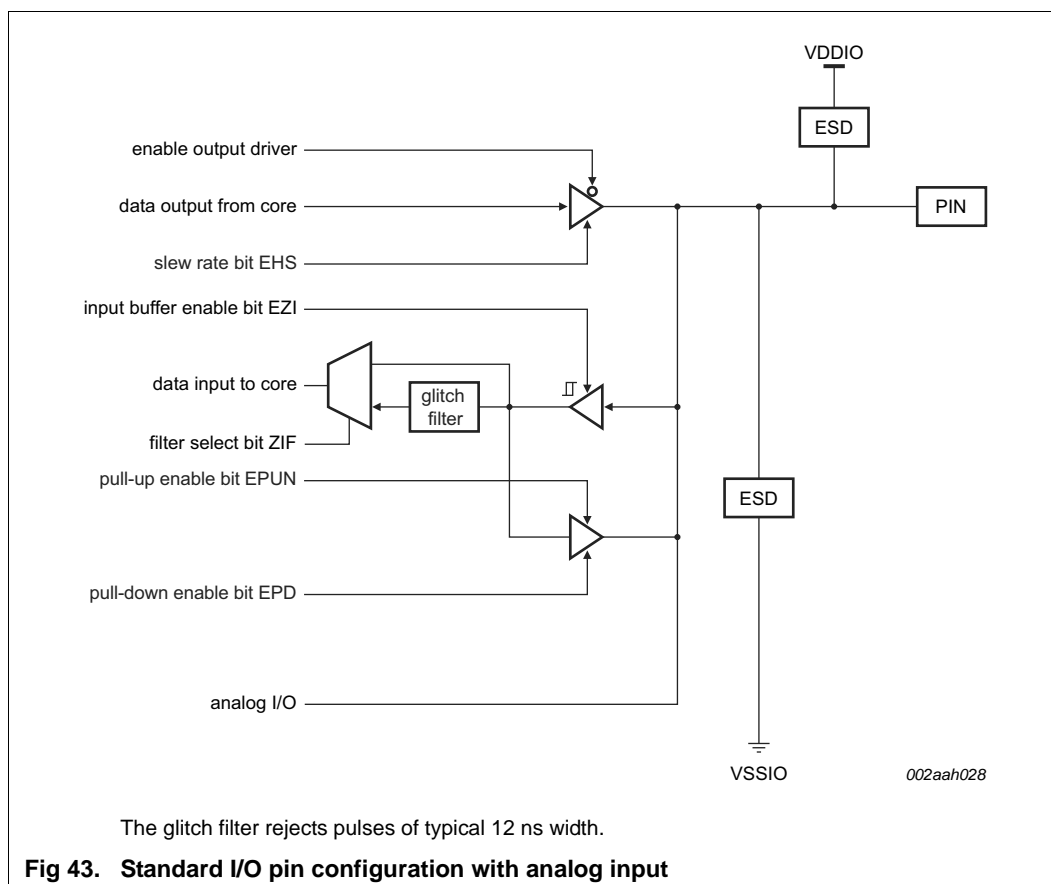 VDDIO
ESD
enable output driver
data output from core
PIN
slew rate bit EHS
input buffer enable bit EZI
data input to core
glitch
filter
filter select bit ZIF
pull-up enable bit EPUN
ESD
pull-down enable bit EPD
analog I/O
VSSIO
002aah028
The glitch filter rejects pulses of typical 12 ns width.
Fig 43. Standard I/O pin configuration with analog input